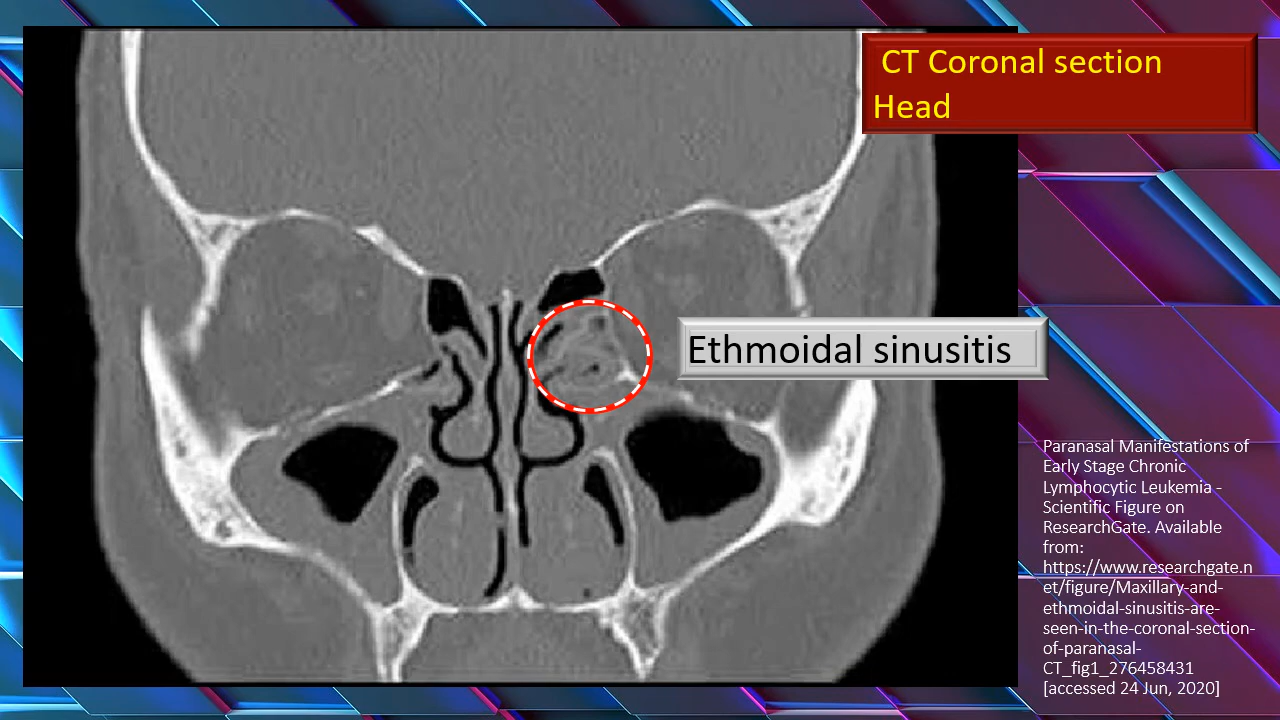 CT Coronal section
Head
Ethmoidal sinusitis
Paranasal Manifestations of
Early Stage Chronic
Lymphocytic Leukemia -
Scientific Figure on
ResearchGate. Available
from:
https://www.researchgate.n
et/figure/Maxillary-and-
ethmoidal-sinusitis-are-
seen-in-the-coronal-section-
of-paranasal-
CT_fig1_276458431
[accessed 24 Jun, 2020]